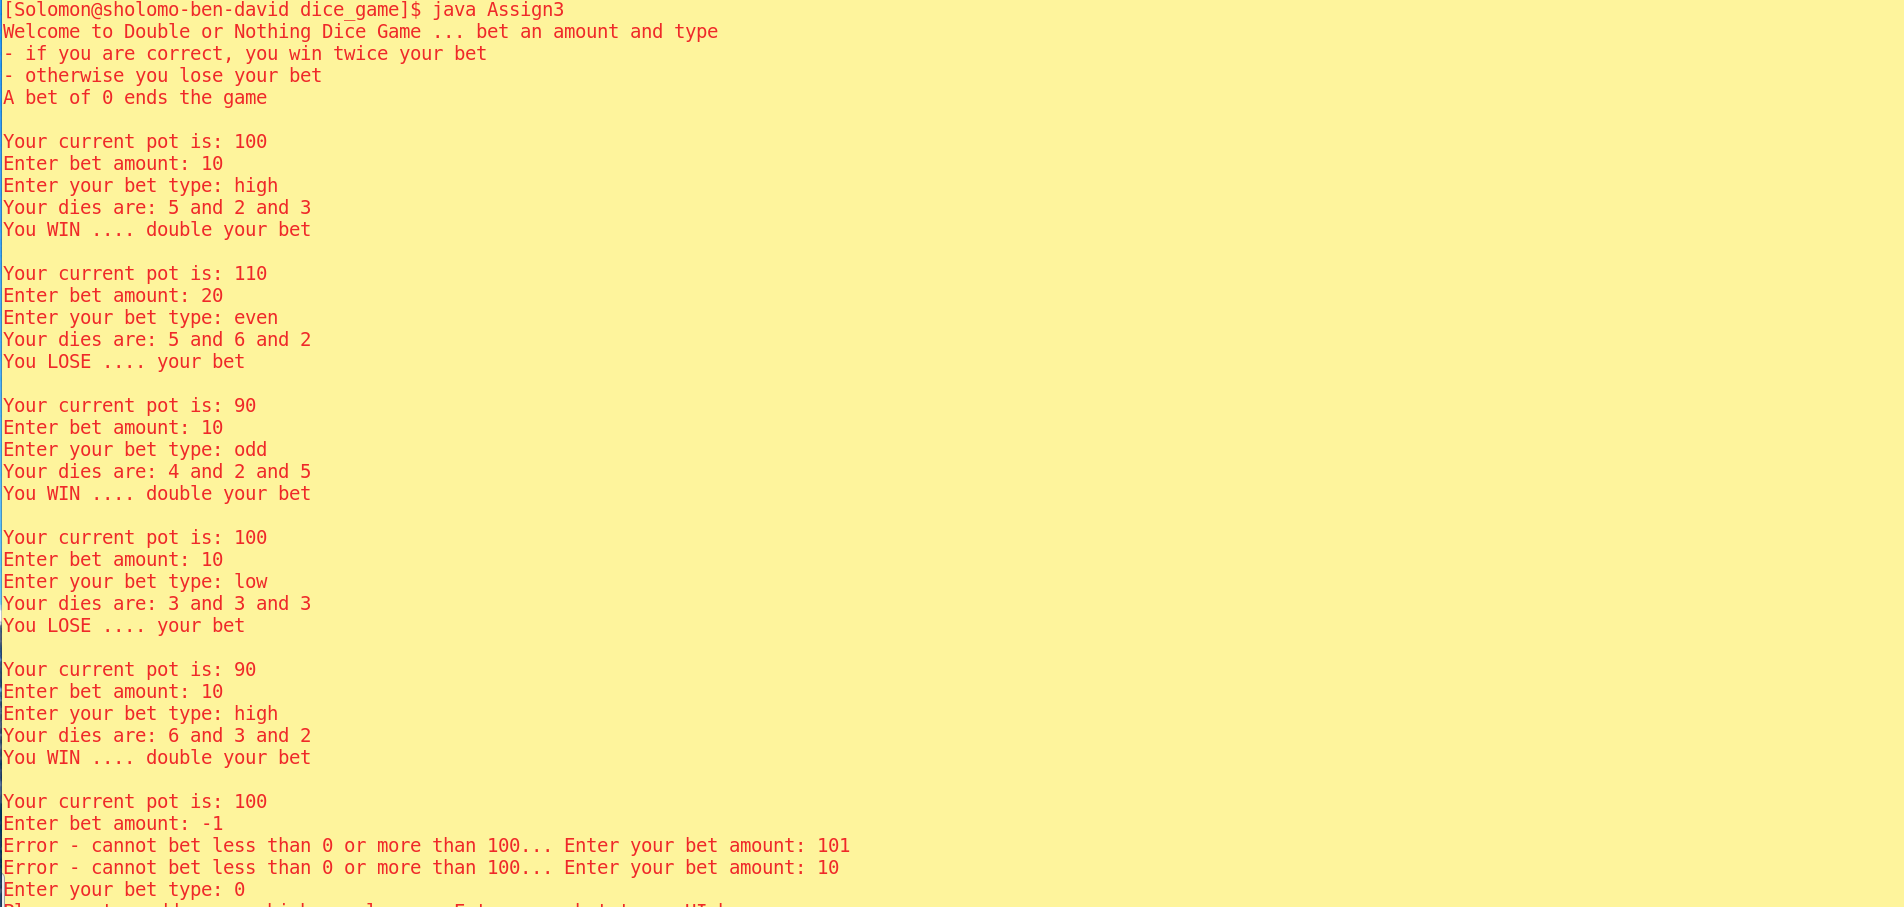 [Solomon@sholomo-ben-david dice_game]$ java Assign3
Welcome to Double or Nothing Dice Game ... bet an amount and type
- if you are correct, you win twice your bet
- otherwise you lose your bet
A bet of 0 ends the game
Your current pot is: 100
Enter bet amount: 10
Enter your bet type: high
Your dies are: 5 and 2 and 3
You WIN .... double your bet
Your current pot is: 110
Enter bet amount: 20
Enter your bet type: even
Your dies are: 5 and 6 and 2
You LOSE .... your bet
Your current pot is: 90
Enter bet amount: 10
Enter your bet type: odd
Your dies are: 4 and 2 and 5
You WIN .... double your bet
Your current pot is: 100
Enter bet amount: 10
Enter your bet type: low
Your dies are: 3 and 3 and 3
You LOSE .... your bet
Your current pot is: 90
Enter bet amount: 10
Enter your bet type: high
Your dies are: 6 and 3 and 2
You WIN .... double your bet
Your current pot is: 100
Enter bet amount: -1
Error - cannot bet less than 0 or more than 100... Enter your bet amount: 101
Error - cannot bet less than 0 or more than 100... Enter your bet amount: 10
Enter your bet type: 0